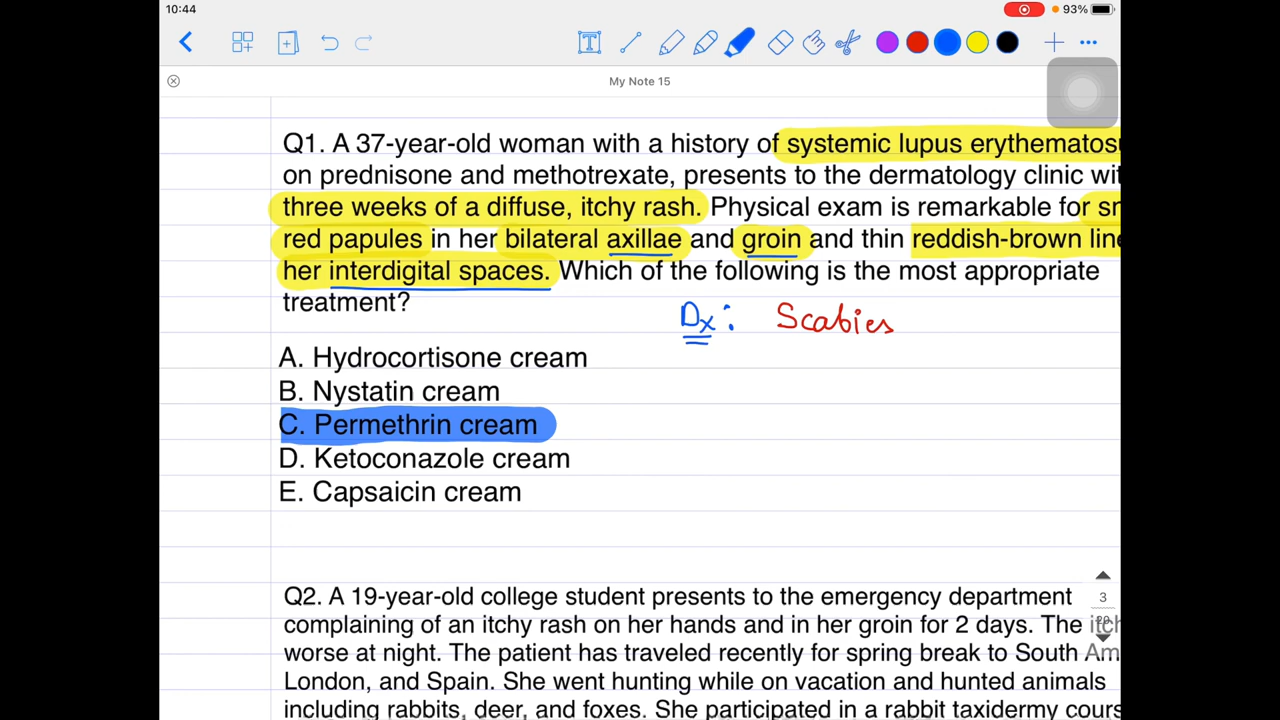 10:44
93%
My Note 15
Q1. A 37-year-old woman with a history of systemic lupus
on prednisone and methotrexate, presents to the dermatology clinic
three weeks of a diffuse, itchy rash. Physical exam is remarkable for
red papules in her bilateral axillae and groin and thin reddish-brown
her interdigital spaces. Which of the following is the most appropriate
treatment?
Dx: Scabies
A. Hydrocortisone cream
B. Nystatin cream
C. Permethrin cream
D. Ketoconazole cream
E. Capsaicin cream
Q2. A 19-year-old college student presents to the emergency department
3
complaining of an itchy rash on her hands and in her groin for 2 days. The
worse at night. The patient has traveled recently for spring break to South
London, and Spain. She went hunting while on vacation and hunted animals
including rabbits, deer, and foxes. She participated in a rabbit taxidermy